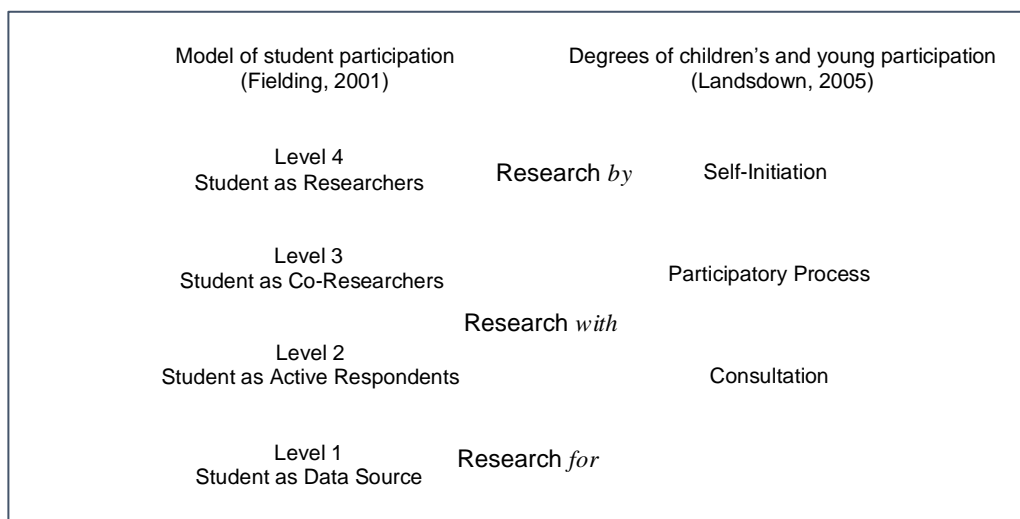 Model of student participation
(Fielding, 2001)
Degrees of children’s and young participation
(Landsdown, 2005)
Level 4
Student as Researchers
Research by
Self-Initiation
Level 3
Student as Co-Researchers
Participatory Process
Research with
Level 2
Student as Active Respondents
Consultation
Level 1
Student as Data Source
Research for